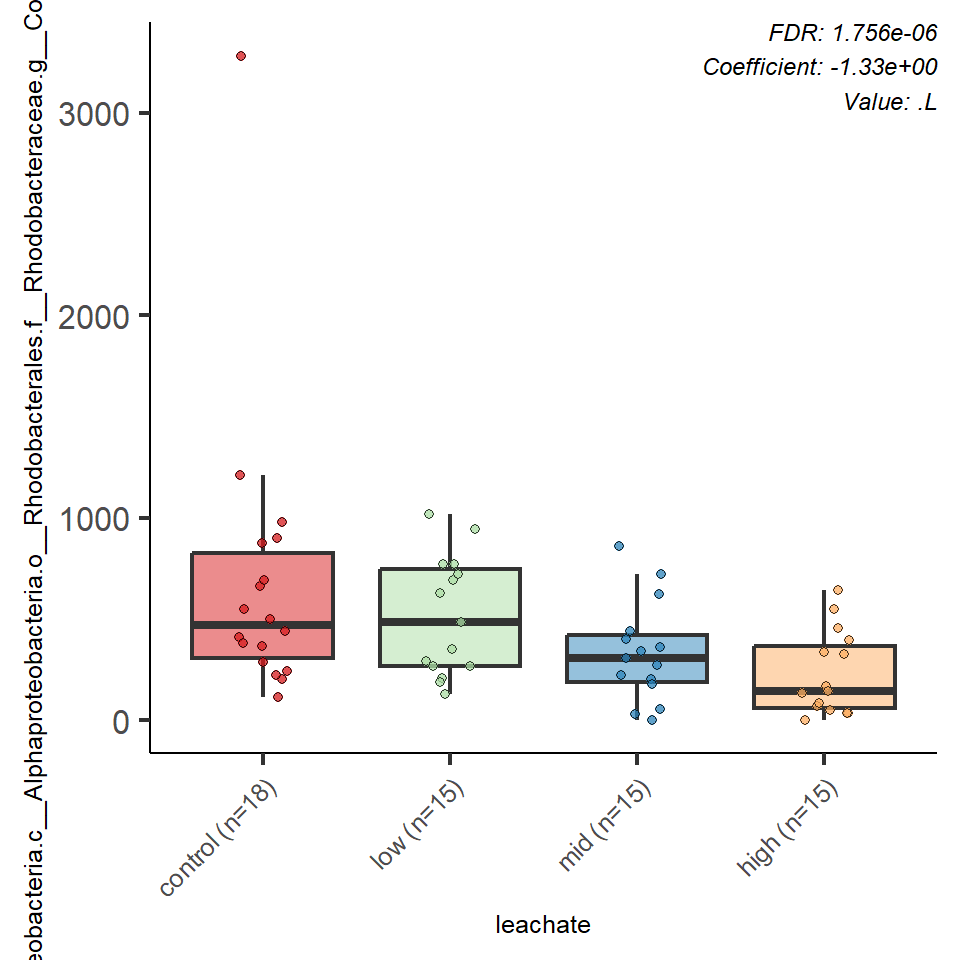 FDR: 1.756e-06
Coefficient: -1.33e+00
Value: .L
eobacteria.c__Alphaproteobacteria.o__Rhodobacterales.f__Rhodobacteraceae.g__Co
3000
2000
1000
0
control (n=18)
low (n=15)
mid (n=15)
high (n=15)
leachate